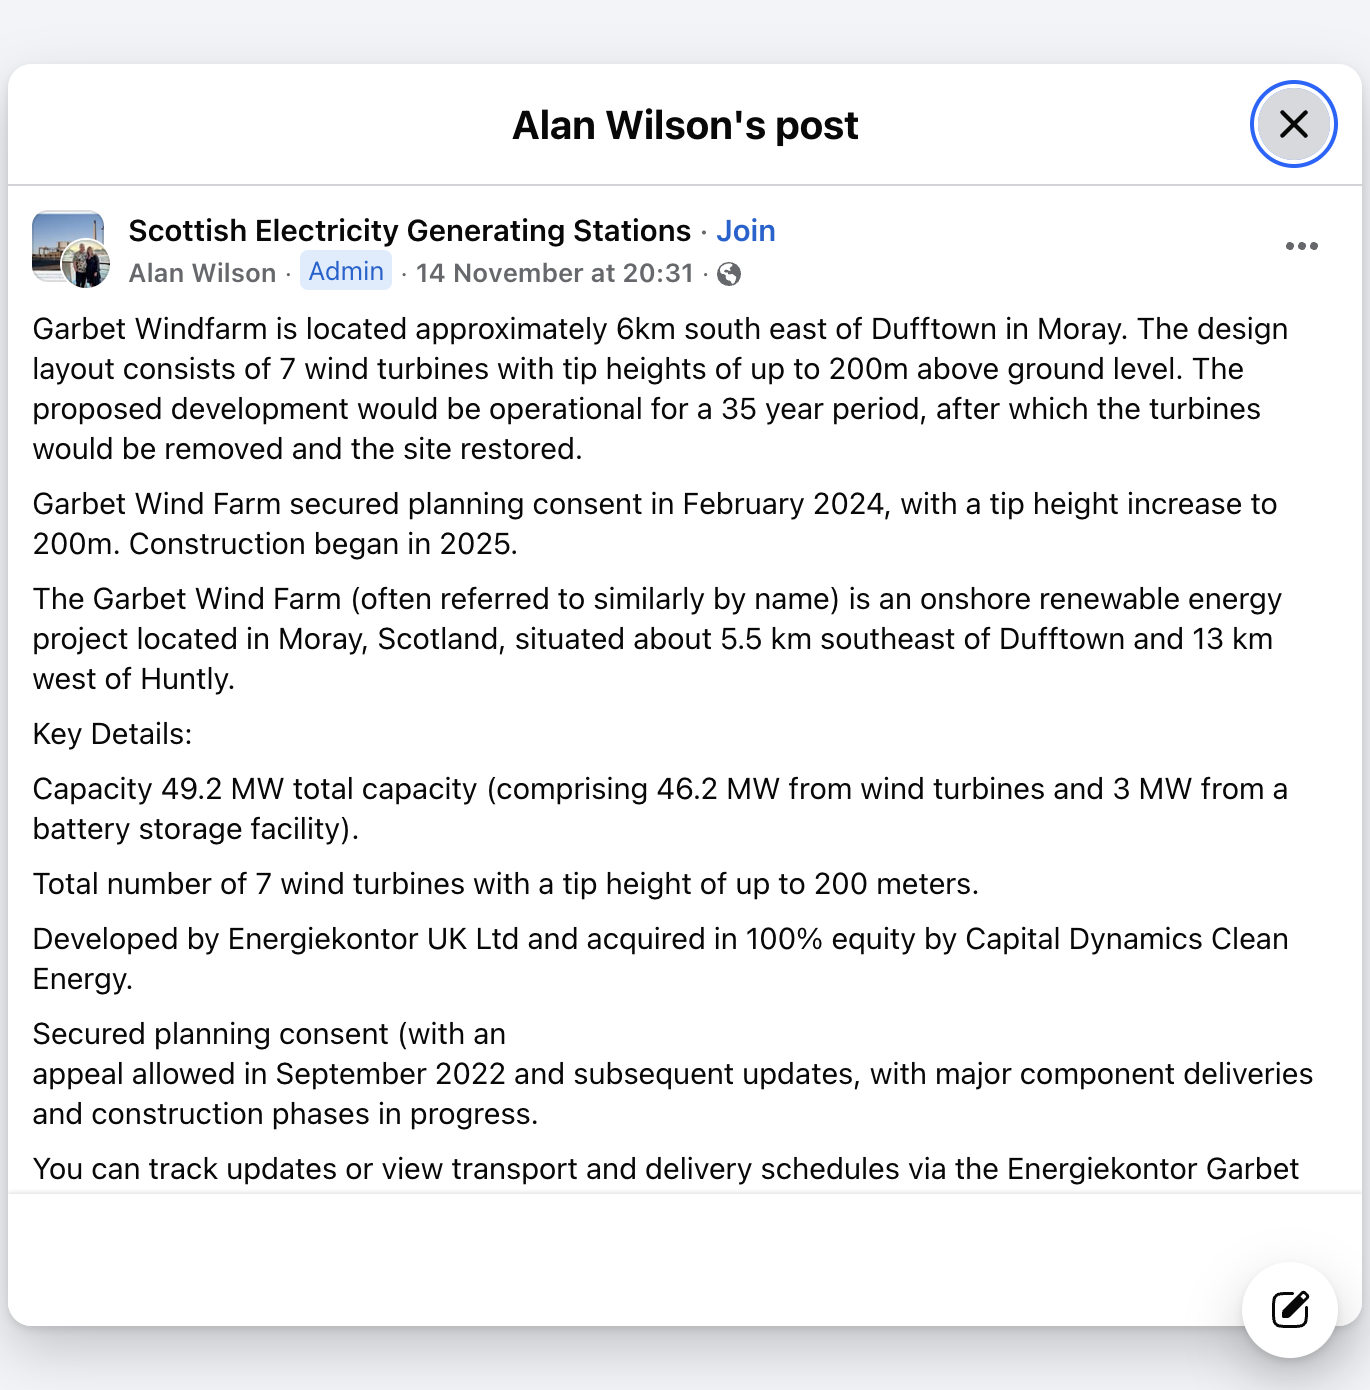 Alan Wilson's post
Scottish Electricity Generating Stations · Join
Alan Wilson · Admin · 14 November at 20:31 ·
Garbet Windfarm is located approximately 6km south east of Dufftown in Moray. The design
layout consists of 7 wind turbines with tip heights of up to 200m above ground level. The
proposed development would be operational for a 35 year period, after which the turbines
would be removed and the site restored.
Garbet Wind Farm secured planning consent in February 2024, with a tip height increase to
200m. Construction began in 2025.
The Garbet Wind Farm (often referred to similarly by name) is an onshore renewable energy
project located in Moray, Scotland, situated about 5.5 km southeast of Dufftown and 13 km
west of Huntly.
Key Details:
Capacity 49.2 MW total capacity (comprising 46.2 MW from wind turbines and 3 MW from a
battery storage facility).
Total number of 7 wind turbines with a tip height of up to 200 meters.
Developed by Energiekontor UK Ltd and acquired in 100% equity by Capital Dynamics Clean
Energy.
Secured planning consent (with an
appeal allowed in September 2022 and subsequent updates, with major component deliveries
and construction phases in progress.
You can track updates or view transport and delivery schedules via the Energiekontor Garbet